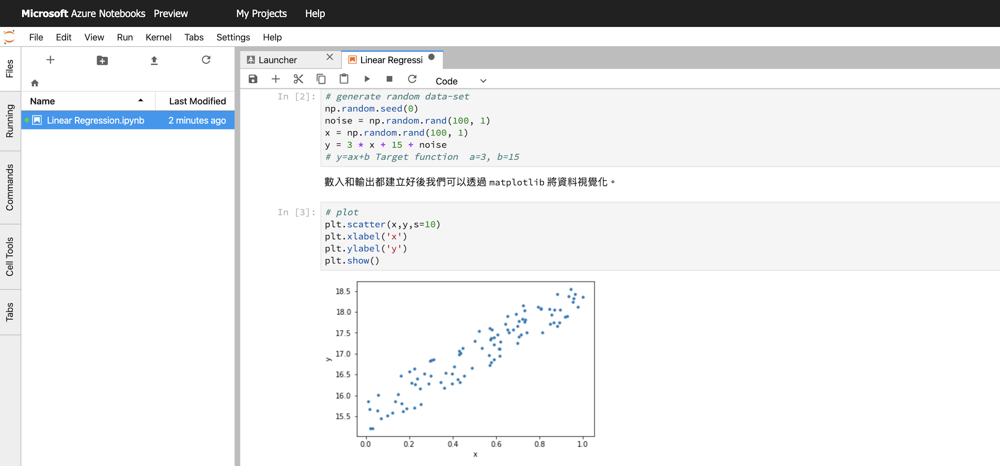 Microsoft Azure Notebooks Preview My Projects Help
File Edit View Run Kernel Tabs Settings Help
Files
Running
Commands
Cell Tools
Tabs
Name Last Modified
Linear Regression.ipynb 2 minutes ago
Launcher Linear Regressi
Code
In [2]: # generate random data-set
np.random.seed(0)
noise = np.random.rand(100, 1)
x = np.random.rand(100, 1)
y = 3 * x + 15 + noise
# y=ax+b Target function  a=3, b=15
數入和輸出都建立好後我們可以透過 matplotlib 將資料視覺化。
In [3]: # plot
plt.scatter(x,y,s=10)
plt.xlabel('x')
plt.ylabel('y')
plt.show()
18.5
18.0
17.5
17.0
16.5
16.0
15.5
y
0.0 0.2 0.4 0.6 0.8 1.0
x